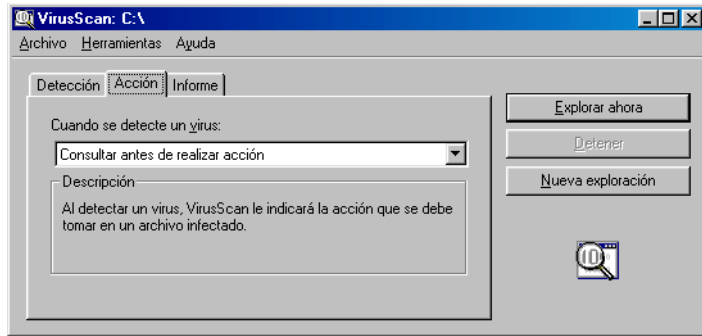 VirusScan: C:\
Archivo Herramientas Ayuda
Detección Acción Informe
Cuando se detecte un virus:
Consultar antes de realizar acción
Descripción
Al detectar un virus, VirusScan le indicará la acción que se debe
tomar en un archivo infectado.
Explorar ahora
Detener
Nueva exploración